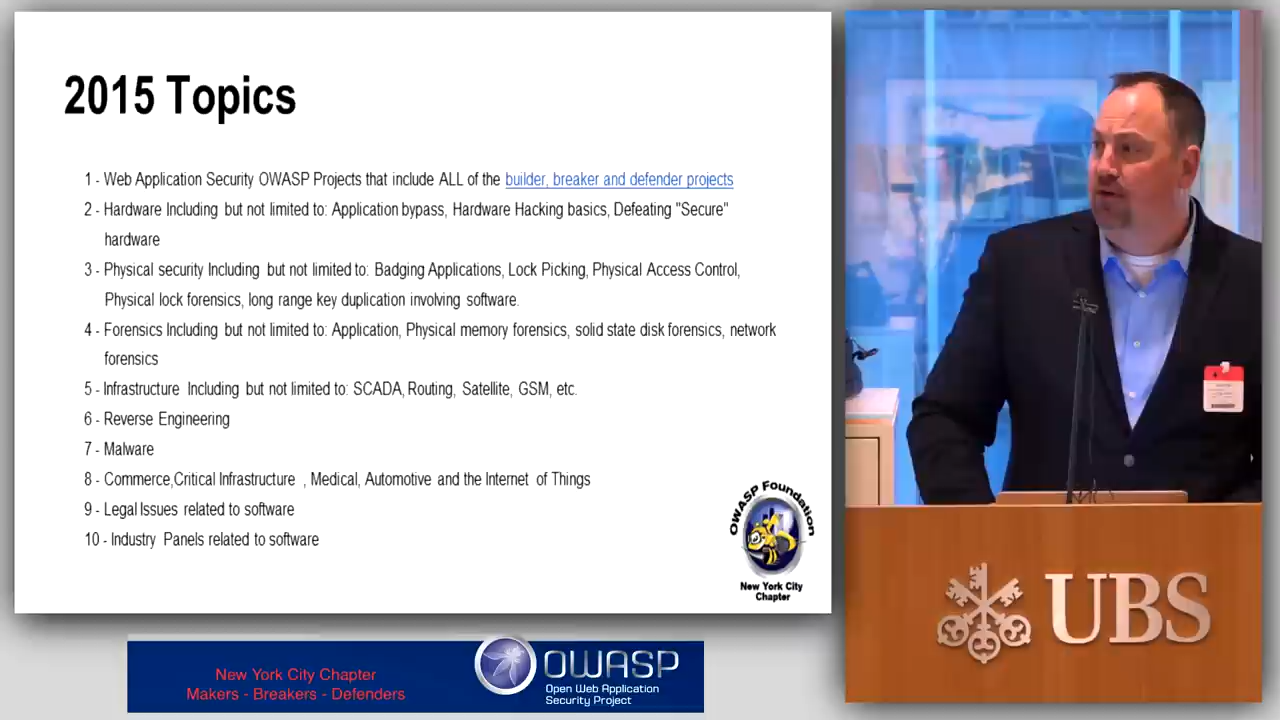 2015 Topics
1 - Web Application Security OWASP Projects that include ALL of the builder, breaker and defender projects
2 - Hardware Including but not limited to: Application bypass, Hardware Hacking basics, Defeating "Secure"
hardware
3 - Physical security Including but not limited to: Badging Applications, Lock Picking, Physical Access Control,
Physical lock forensics, long range key duplication involving software.
4 - Forensics Including but not limited to: Application, Physical memory forensics, solid state disk forensics, network
forensics
5 - Infrastructure Including but not limited to: SCADA, Routing, Satellite, GSM, etc.
6 - Reverse Engineering
7 - Malware
8 - Commerce,Critical Infrastructure , Medical, Automotive and the Internet of Things
9 - Legal Issues related to software
10 - Industry Panels related to software
OWASP Foundation
New York City
Chapter
UBS
New York City Chapter
Makers - Breakers - Defenders
OWASP
Open Web Application
Security Project